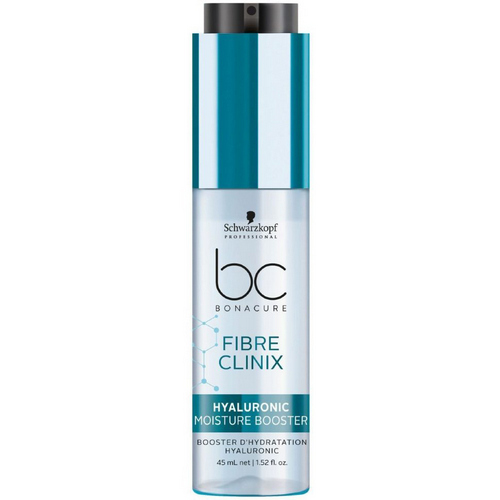 Schwarzkopf
PROFESSIONAL
bc
BONACURE
FIBRE
CLINIX
HYALURONIC
MOISTURE BOOSTER
BOOSTER D'HYDRATATION
HYALURONIC
45 mL net | 1.52 fl. oz.